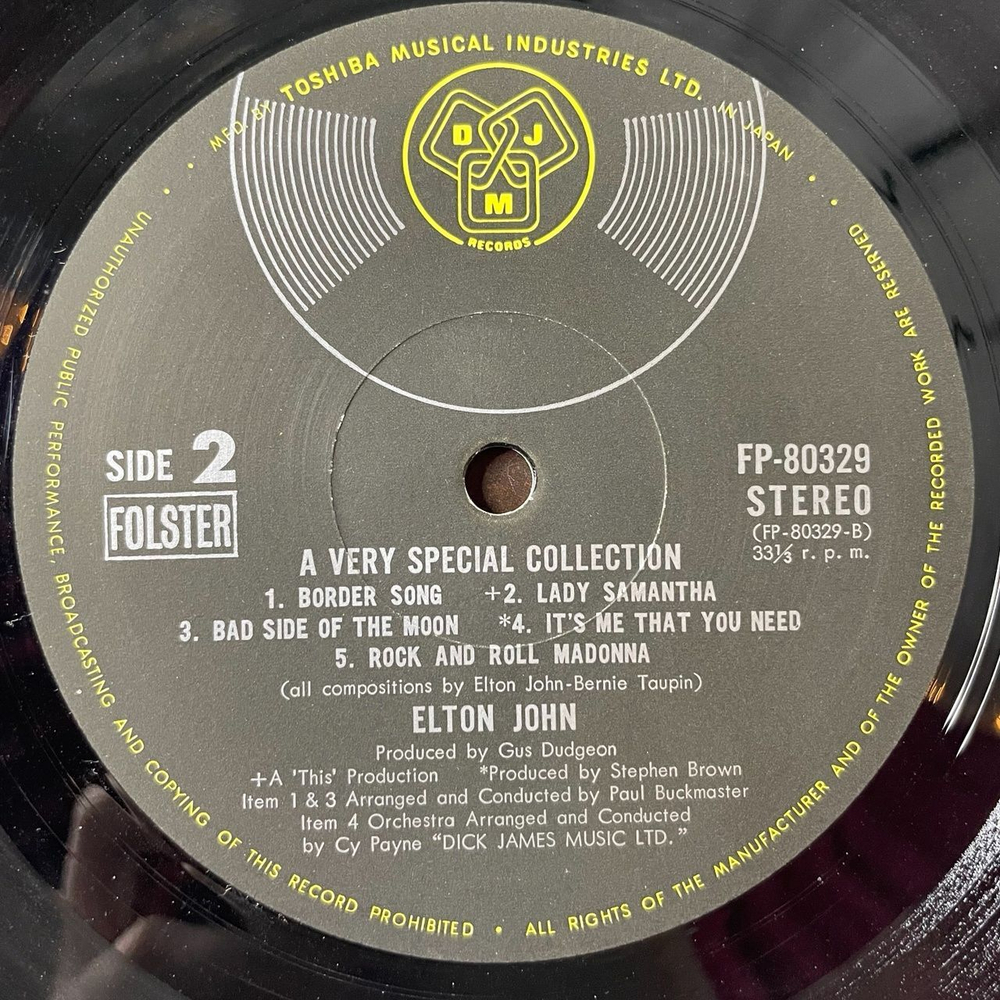 MFD. BY TOSHIBA MUSICAL INDUSTRIES LTD. IN JAPAN
D J
M
RECORDS
SIDE 2
FOLSTER
FP-80329
STEREO
(FP-80329-B)
33⅓ r. p. m.
A VERY SPECIAL COLLECTION
1. BORDER SONG +2. LADY SAMANTHA
3. BAD SIDE OF THE MOON *4. IT'S ME THAT YOU NEED
5. ROCK AND ROLL MADONNA
(all compositions by Elton John-Bernie Taupin)
ELTON JOHN
Produced by Gus Dudgeon
+A 'This' Production *Produced by Stephen Brown
Item 1 & 3 Arranged and Conducted by Paul Buckmaster
Item 4 Orchestra Arranged and Conducted
by Cy Payne "DICK JAMES MUSIC LTD."
• UNAUTHORIZED PUBLIC PERFORMANCE, BROADCASTING AND COPYING OF THIS RECORD PROHIBITED • ALL RIGHTS OF THE MANUFACTURER AND OF THE OWNER OF THE RECORDED WORK ARE RESERVED •